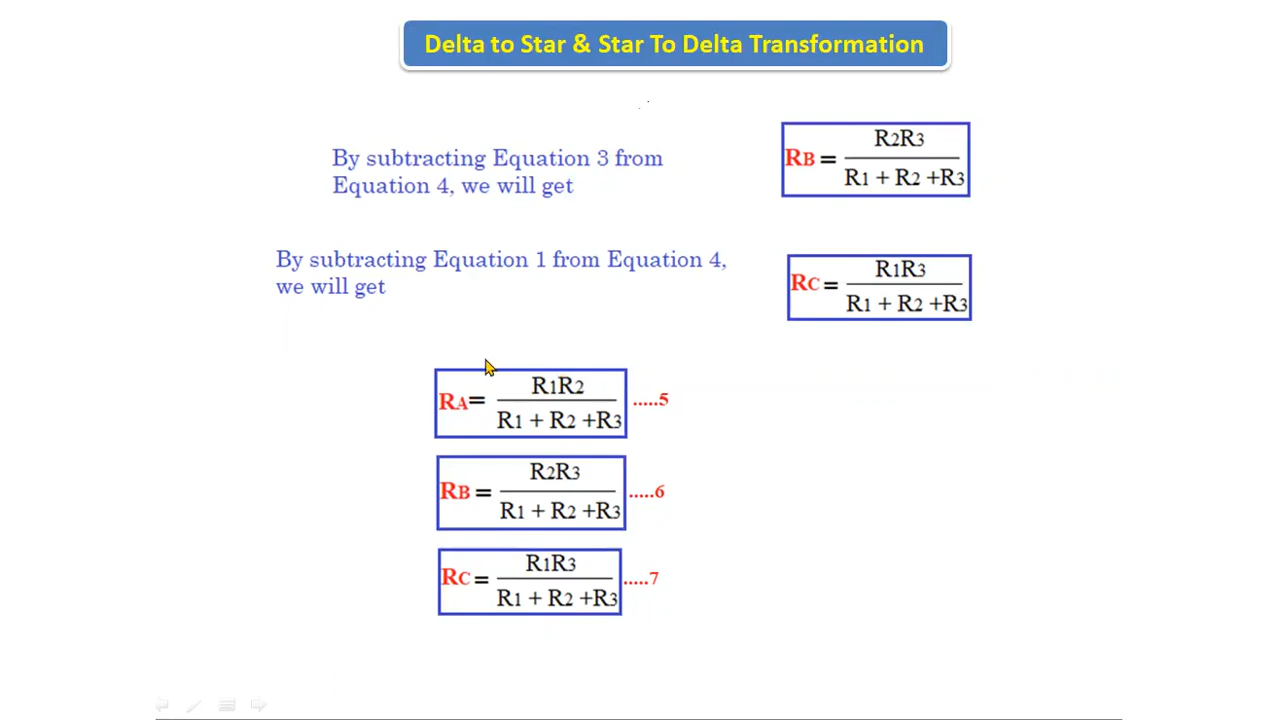 Delta to Star & Star To Delta Transformation
By subtracting Equation 3 from
Equation 4, we will get
RB = R2R3
R1 + R2 +R3
By subtracting Equation 1 from Equation 4,
we will get
RC = R1R3
R1 + R2 +R3
RA= R1R2
R1 + R2 +R3 .....5
RB = R2R3
R1 + R2 +R3 .....6
RC = R1R3
R1 + R2 +R3 .....7